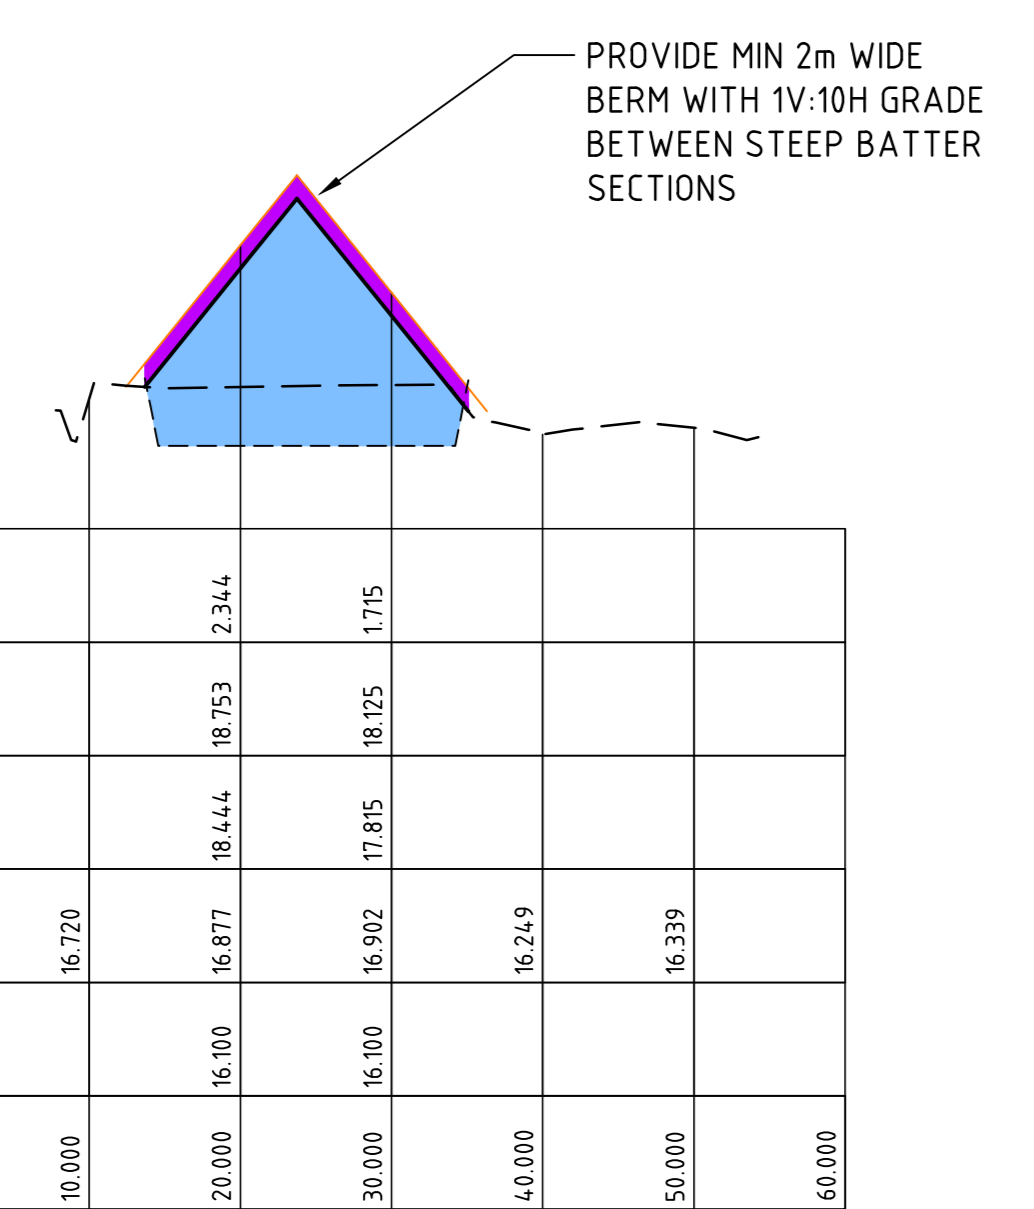 PROVIDE MIN 2m WIDE
BERM WITH 1V:10H GRADE
BETWEEN STEEP BATTER
SECTIONS
2.344 1.715
18.753 18.125
18.444 17.815
16.720 16.877 16.902 16.249 16.339
16.100 16.100
10.000 20.000 30.000 40.000 50.000 60.000